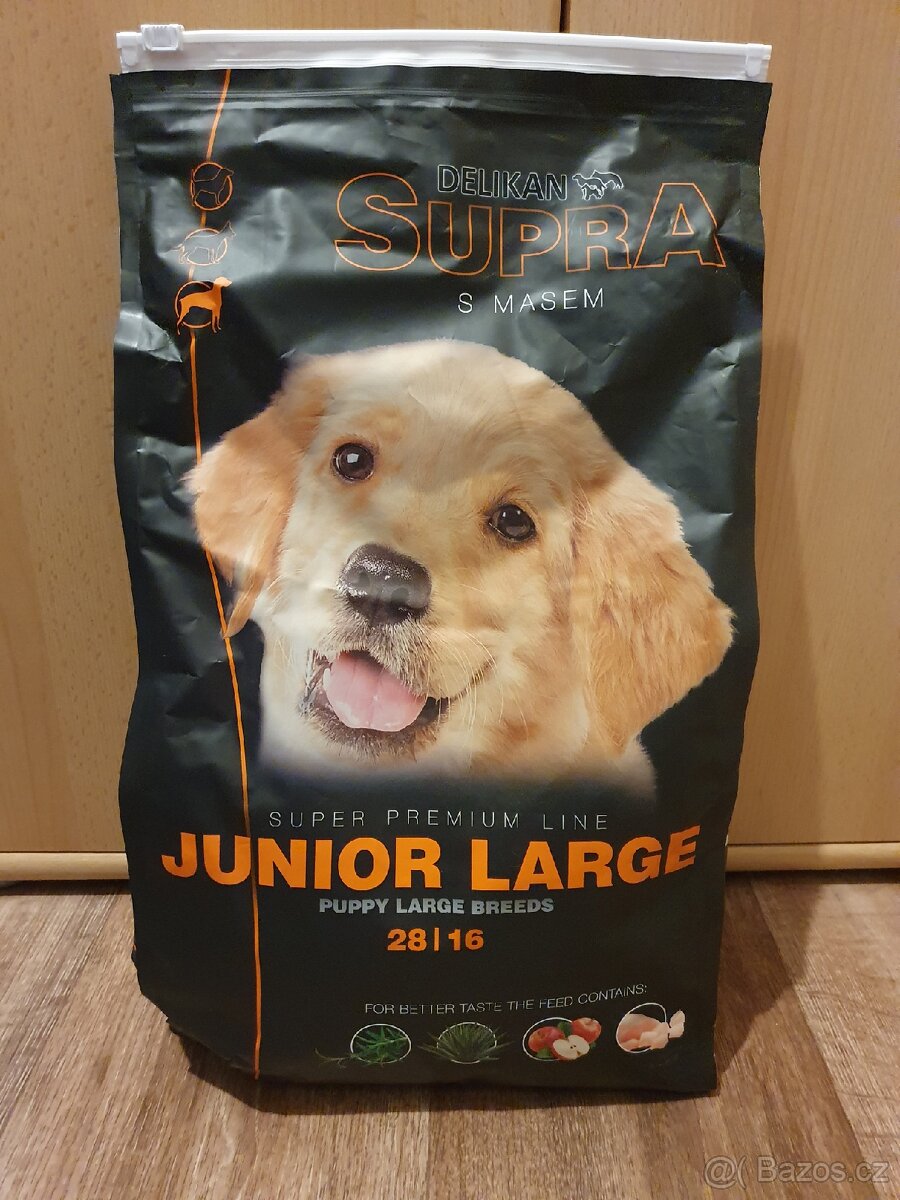 DELIKAN
SUPRA
S MASEM
SUPER PREMIUM LINE
JUNIOR LARGE
PUPPY LARGE BREEDS
28|16
FOR BETTER TASTE THE FEED CONTAINS:
@( Bazos.cz